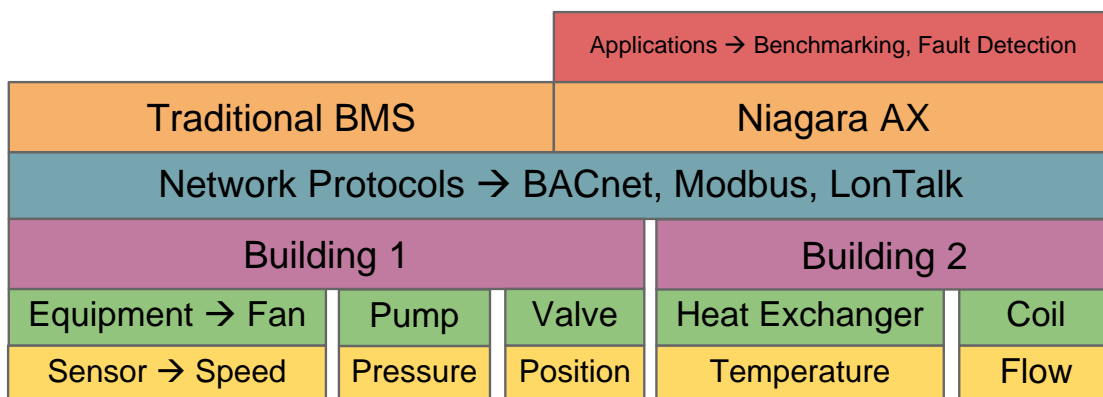 Applications → Benchmarking, Fault Detection
Traditional BMS
Niagara AX
Network Protocols → BACnet, Modbus, LonTalk
Building 1
Building 2
Equipment → Fan
Pump
Valve
Heat Exchanger
Coil
Sensor → Speed
Pressure
Position
Temperature
Flow